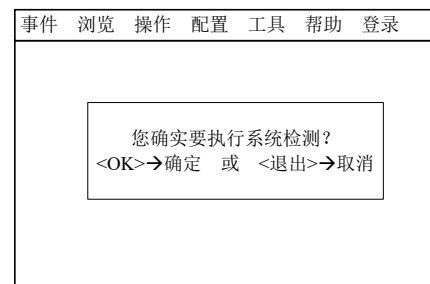 事件 浏览 操作 配置 工具 帮助 登录
您确实要执行系统检测？
<OK>→确定 或 <退出>→取消